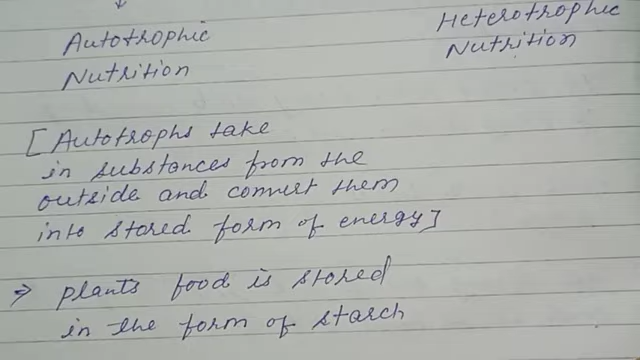 Autotrophic
Nutrition
Heterotrophic
Nutrition
[Autotrophs take
in substances from the
outside and convert them
into stored form of energy]
⇒ plants food is stored
in the form of starch